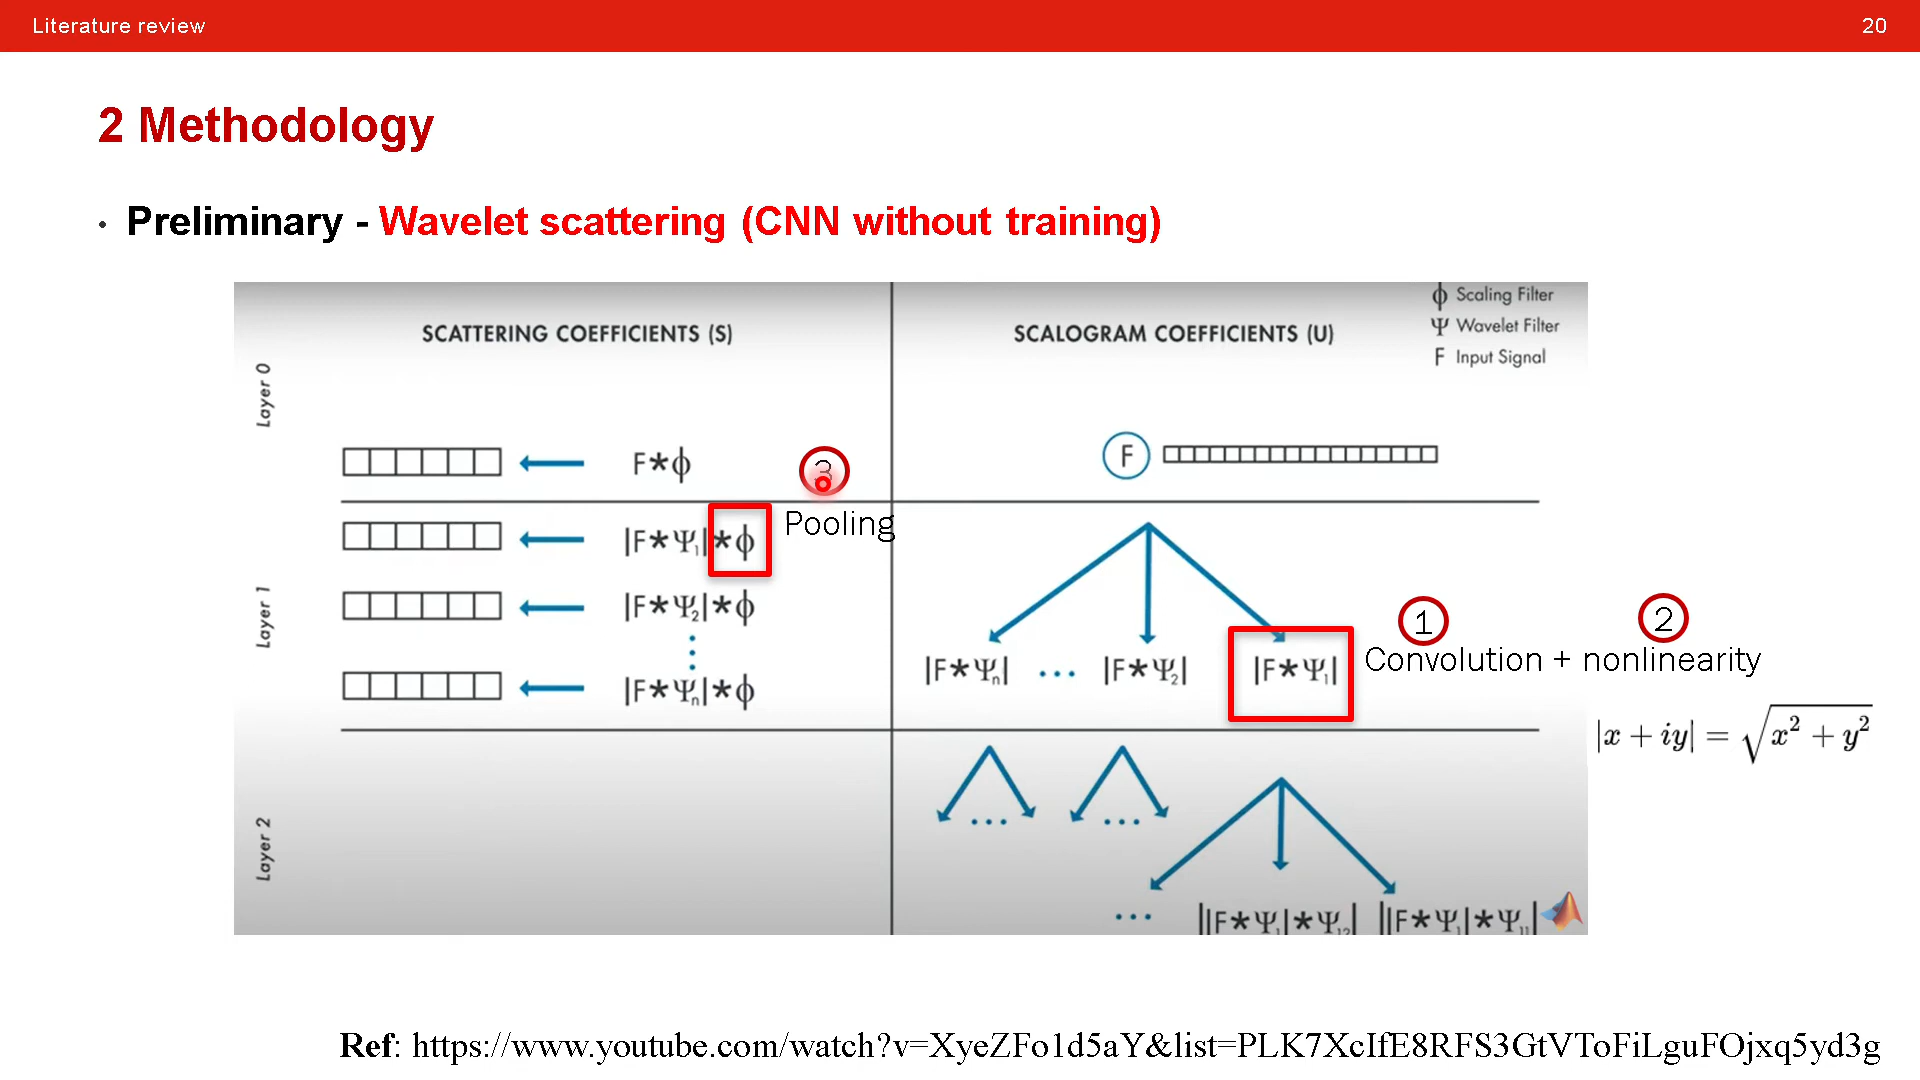 Literature review
20
2 Methodology
• Preliminary - Wavelet scattering (CNN without training)
ϕ Scaling Filter
Ψ Wavelet Filter
F Input Signal
SCATTERING COEFFICIENTS (S)
SCALOGRAM COEFFICIENTS (U)
Layer 0
F★ϕ
3
F
Pooling
Layer 1
|F★Ψ₁|★ϕ
|F★Ψ₂|★ϕ
|F★Ψₙ|★ϕ
|F★Ψₙ| ... |F★Ψ₂| |F★Ψ₁|
1 2
Convolution + nonlinearity
|x + iy| = √(x² + y²)
Layer 2
... ...
... ||F★Ψ₁|★Ψ₁₂| ||F★Ψ₁|★Ψ₁₁|
Ref: https://www.youtube.com/watch?v=XyeZFo1d5aY&list=PLK7XcIfE8RFS3GtVToFiLguFOjxq5yd3g